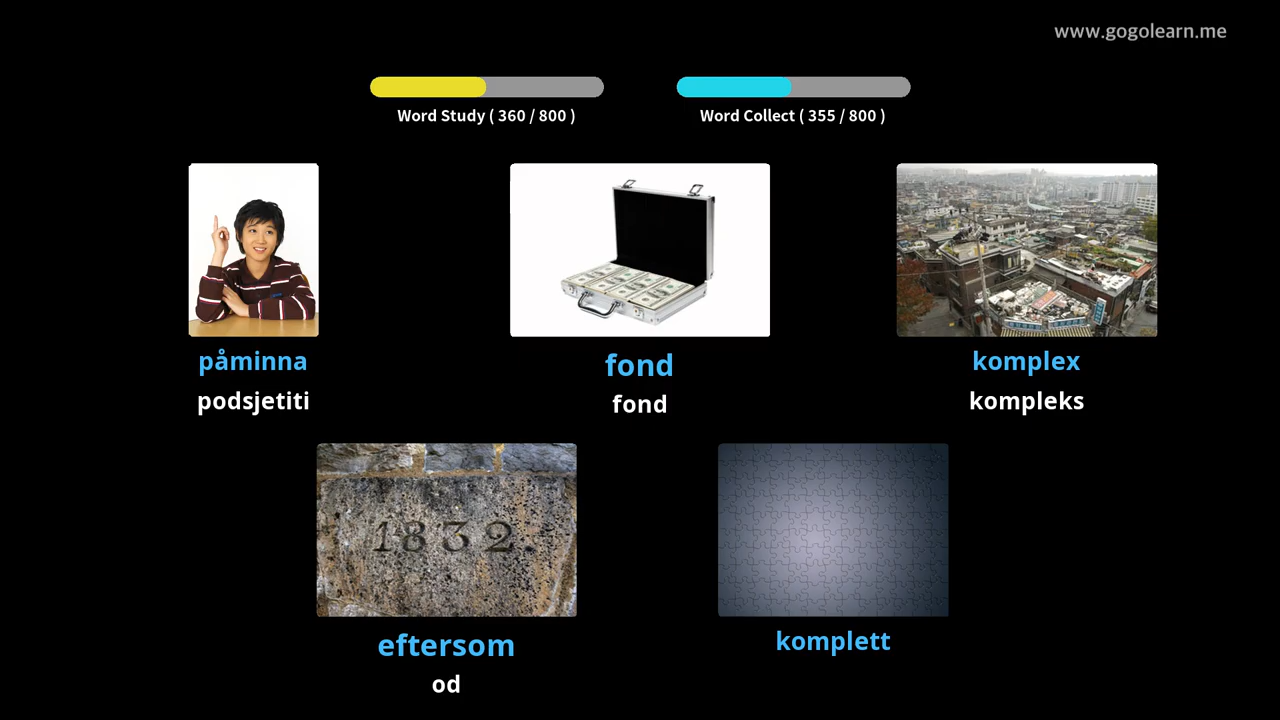 www.gogolearn.me
Word Study ( 360 / 800 )
Word Collect ( 355 / 800 )
påminna
podsjetiti
fond
fond
komplex
kompleks
1832.
eftersom
od
komplett